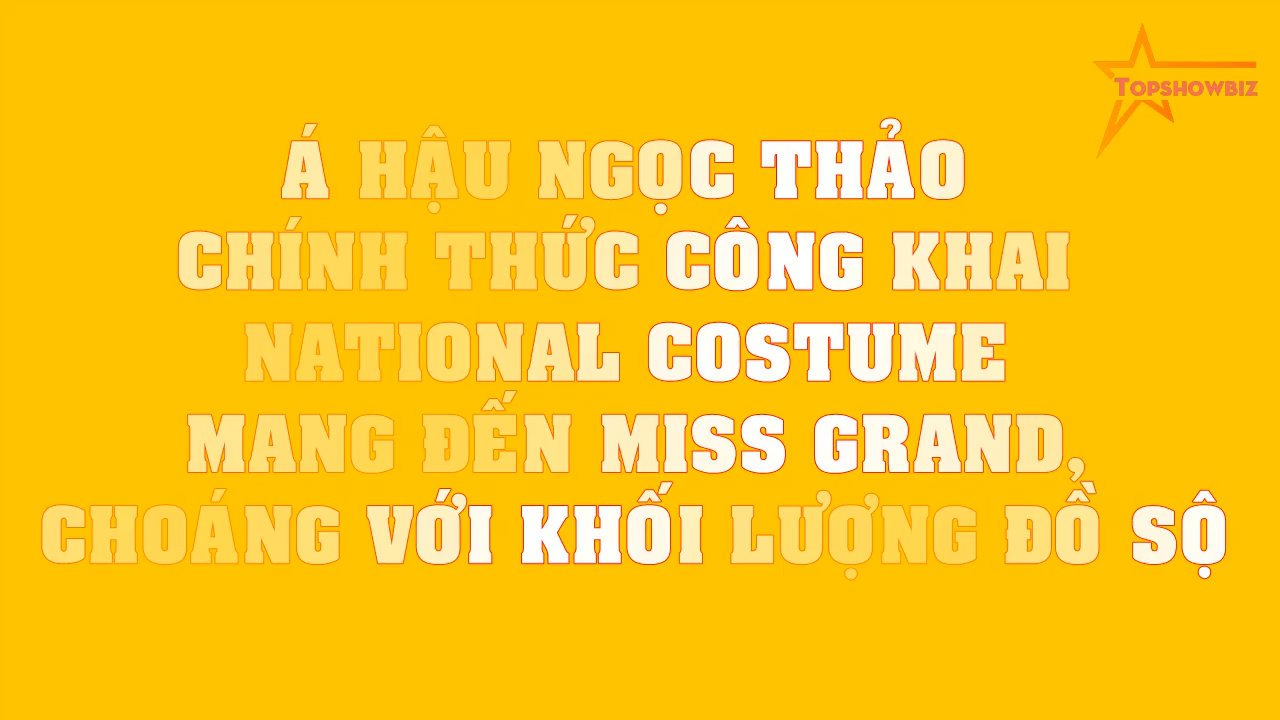 TOPSHOWBIZ
Á HẬU NGỌC THẢO
CHÍNH THỨC CÔNG KHAI
NATIONAL COSTUME
MANG ĐẾN MISS GRAND,
CHOÁNG VỚI KHỐI LƯỢNG ĐỒ SỘ